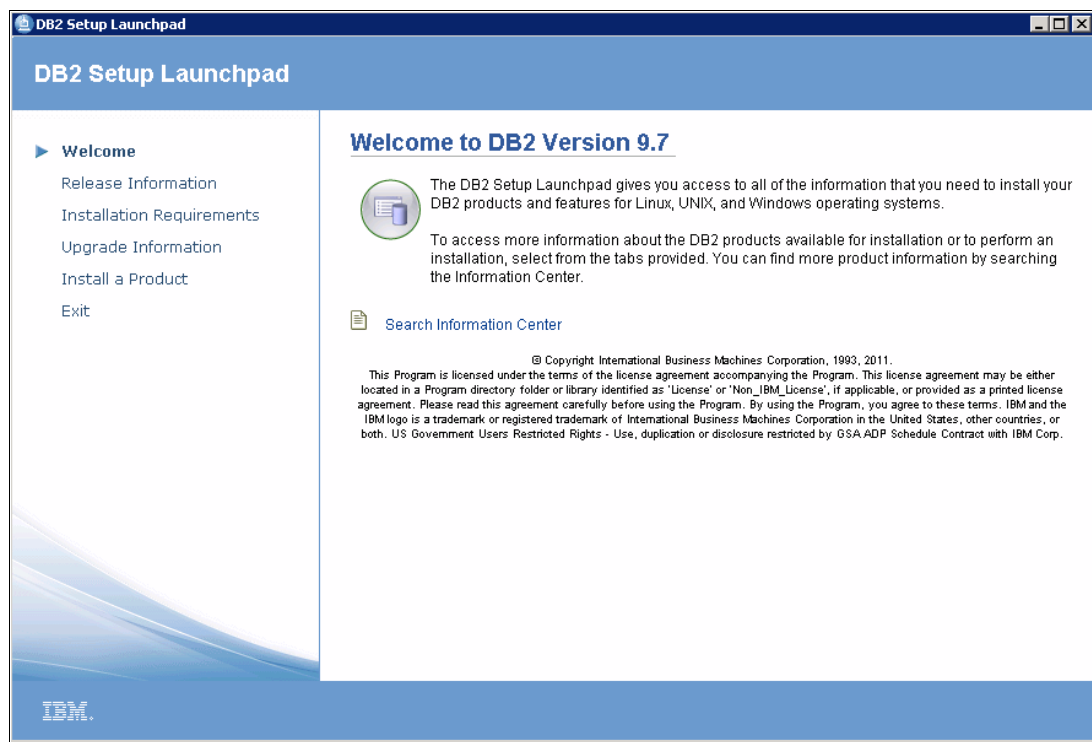 DB2 Setup Launchpad
DB2 Setup Launchpad
Welcome
Release Information
Installation Requirements
Upgrade Information
Install a Product
Exit
Welcome to DB2 Version 9.7
The DB2 Setup Launchpad gives you access to all of the information that you need to install your
DB2 products and features for Linux, UNIX, and Windows operating systems.
To access more information about the DB2 products available for installation or to perform an
installation, select from the tabs provided. You can find more product information by searching
the Information Center.
Search Information Center
© Copyright International Business Machines Corporation, 1993, 2011.
This Program is licensed under the terms of the license agreement accompanying the Program. This license agreement may be either
located in a Program directory folder or library identified as 'License' or 'Non_IBM_License', if applicable, or provided as a printed license
agreement. Please read this agreement carefully before using the Program. By using the Program, you agree to these terms. IBM and the
IBM logo is a trademark or registered trademark of International Business Machines Corporation in the United States, other countries, or
both. US Government Users Restricted Rights - Use, duplication or disclosure restricted by GSA ADP Schedule Contract with IBM Corp.
IBM.